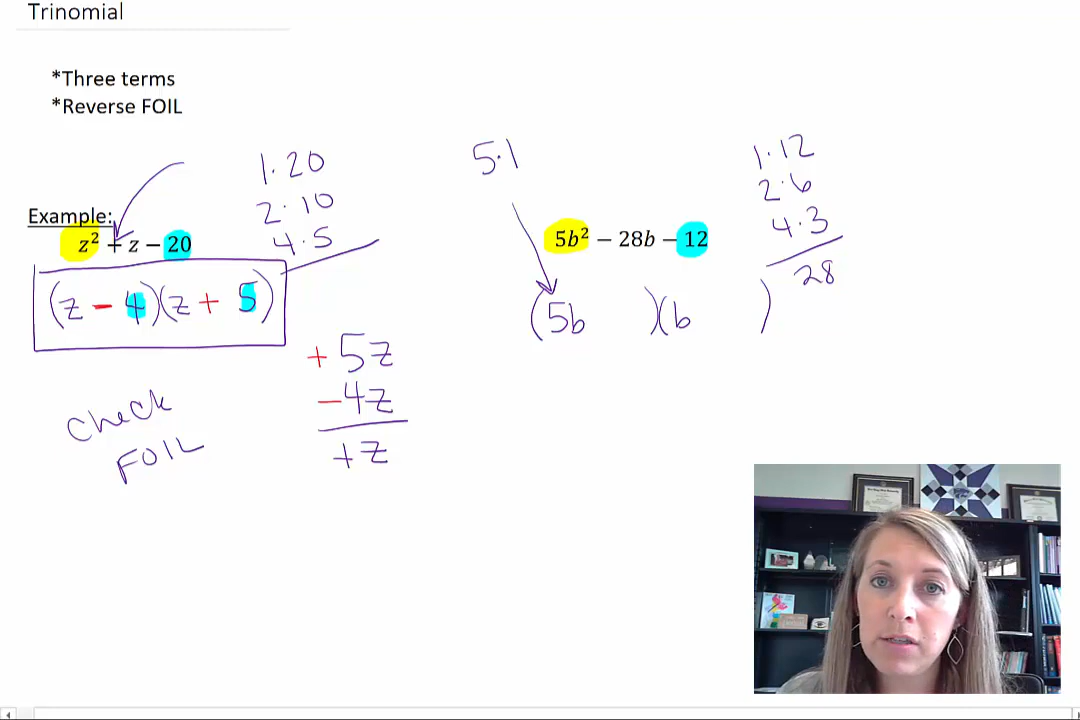 Trinomial
*Three terms
*Reverse FOIL
1·20
2·10
4·5
Example:
z² + z − 20
(z − 4)(z + 5)
+ 5z
− 4z
+ z
Check
FOIL
5·1
1·12
2·6
4·3
28
5b² − 28b − 12
(5b )(b )